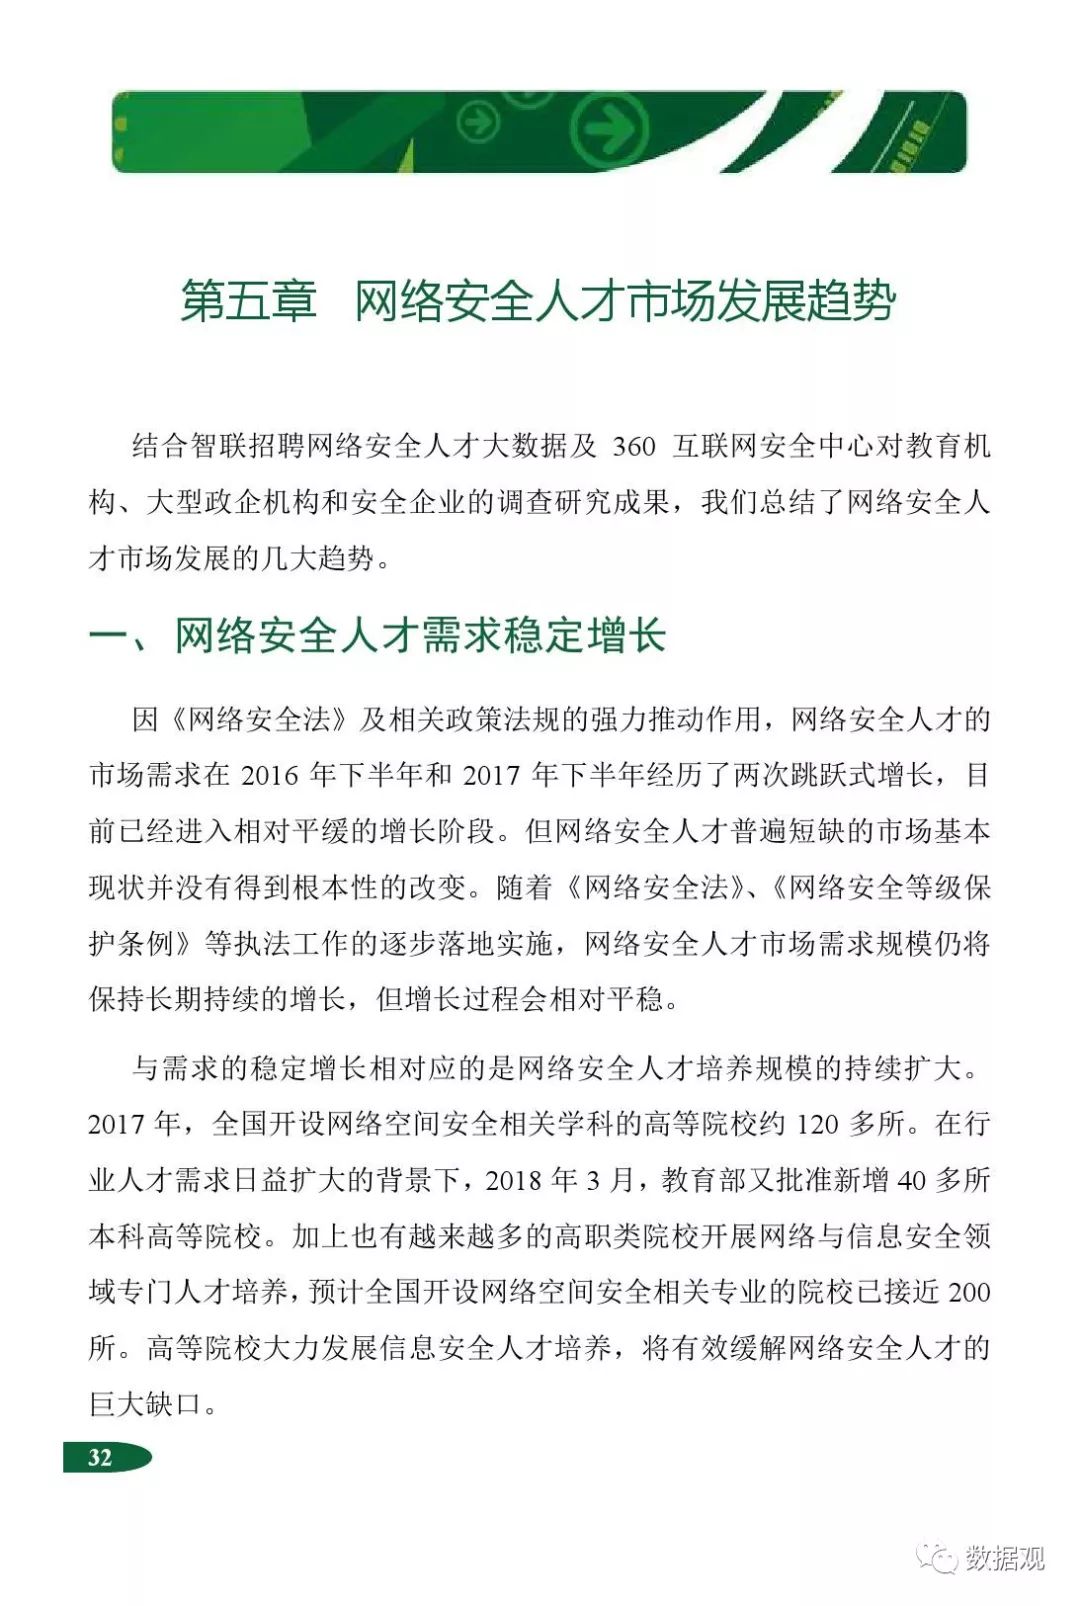 第五章 网络安全人才市场发展趋势
结合智联招聘网络安全人才大数据及 360 互联网安全中心对教育机
构、大型政企机构和安全企业的调查研究成果，我们总结了网络安全人
才市场发展的几大趋势。
一、网络安全人才需求稳定增长
因《网络安全法》及相关政策法规的强力推动作用，网络安全人才的
市场需求在 2016 年下半年和 2017 年下半年经历了两次跳跃式增长，目
前已经进入相对平缓的增长阶段。但网络安全人才普遍短缺的市场基本
现状并没有得到根本性的改变。随着《网络安全法》、《网络安全等级保
护条例》等执法工作的逐步落地实施，网络安全人才市场需求规模仍将
保持长期持续的增长，但增长过程会相对平稳。
与需求的稳定增长相对应的是网络安全人才培养规模的持续扩大。
2017 年，全国开设网络空间安全相关学科的高等院校约 120 多所。在行
业人才需求日益扩大的背景下，2018 年 3 月，教育部又批准新增 40 多所
本科高等院校。加上也有越来越多的高职类院校开展网络与信息安全领
域专门人才培养，预计全国开设网络空间安全相关专业的院校已接近 200
所。高等院校大力发展信息安全人才培养，将有效缓解网络安全人才的
巨大缺口。
32
数据观